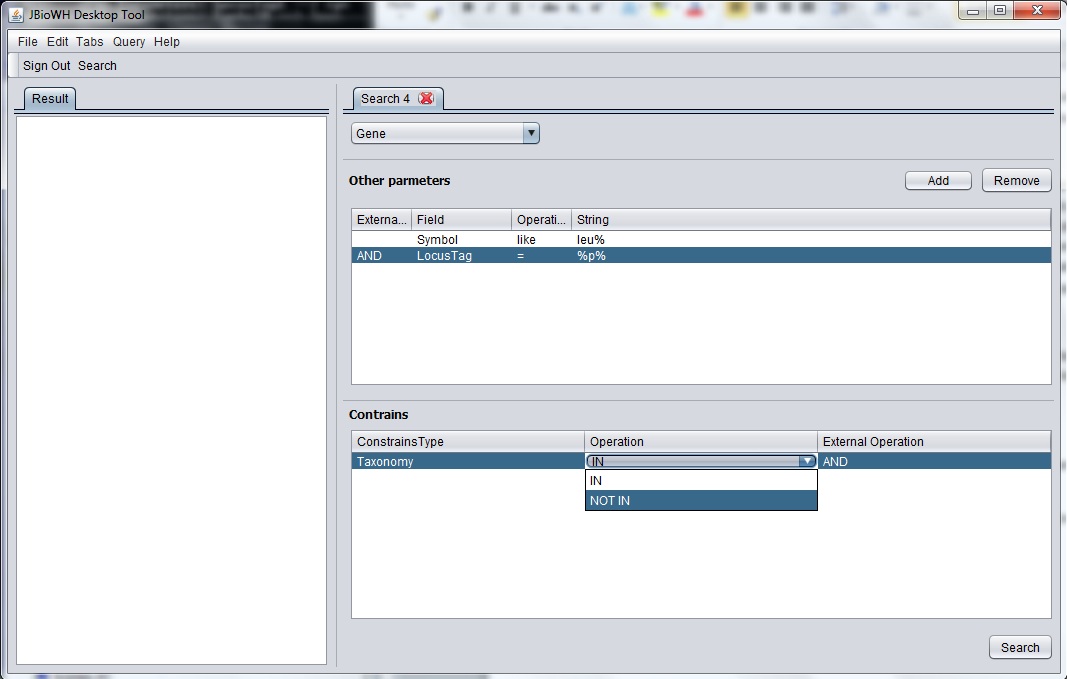 JBioWH Desktop Tool
File Edit Tabs Query Help
Sign Out Search
Result
Search 4
Gene
Other parmeters
Add Remove
Externa... Field Operati... String
Symbol like leu%
AND LocusTag = %p%
Contrains
ConstrainsType Operation External Operation
Taxonomy IN AND
IN
NOT IN
Search